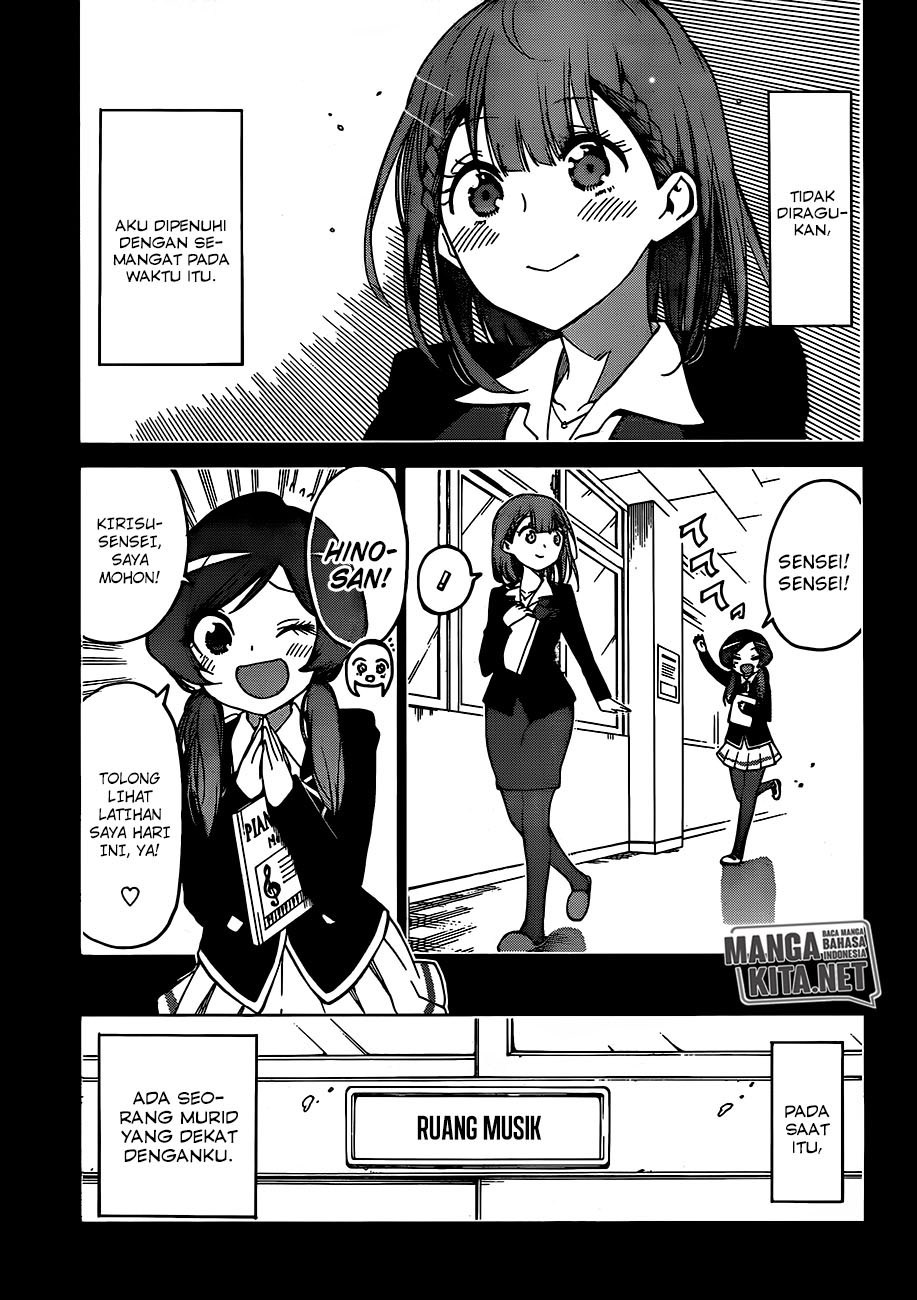 TIDAK
DIRAGU-
KAN,
AKU DIPENUHI
DENGAN SE-
MANGAT PADA
WAKTU ITU.
SENSEI!
SENSEI!
!
HINO-
SAN!
KIRISU-
SENSEI,
SAYA
MOHON!
TOLONG
LIHAT
LATIHAN
SAYA HARI
INI, YA!
♡
PIAN
MANGA
KITA.NET
BACA MANGA
BAHASA
INDONESIA
PADA
SAAT
ITU,
RUANG MUSIK
ADA SEO-
RANG MURID
YANG DEKAT
DENGANKU.